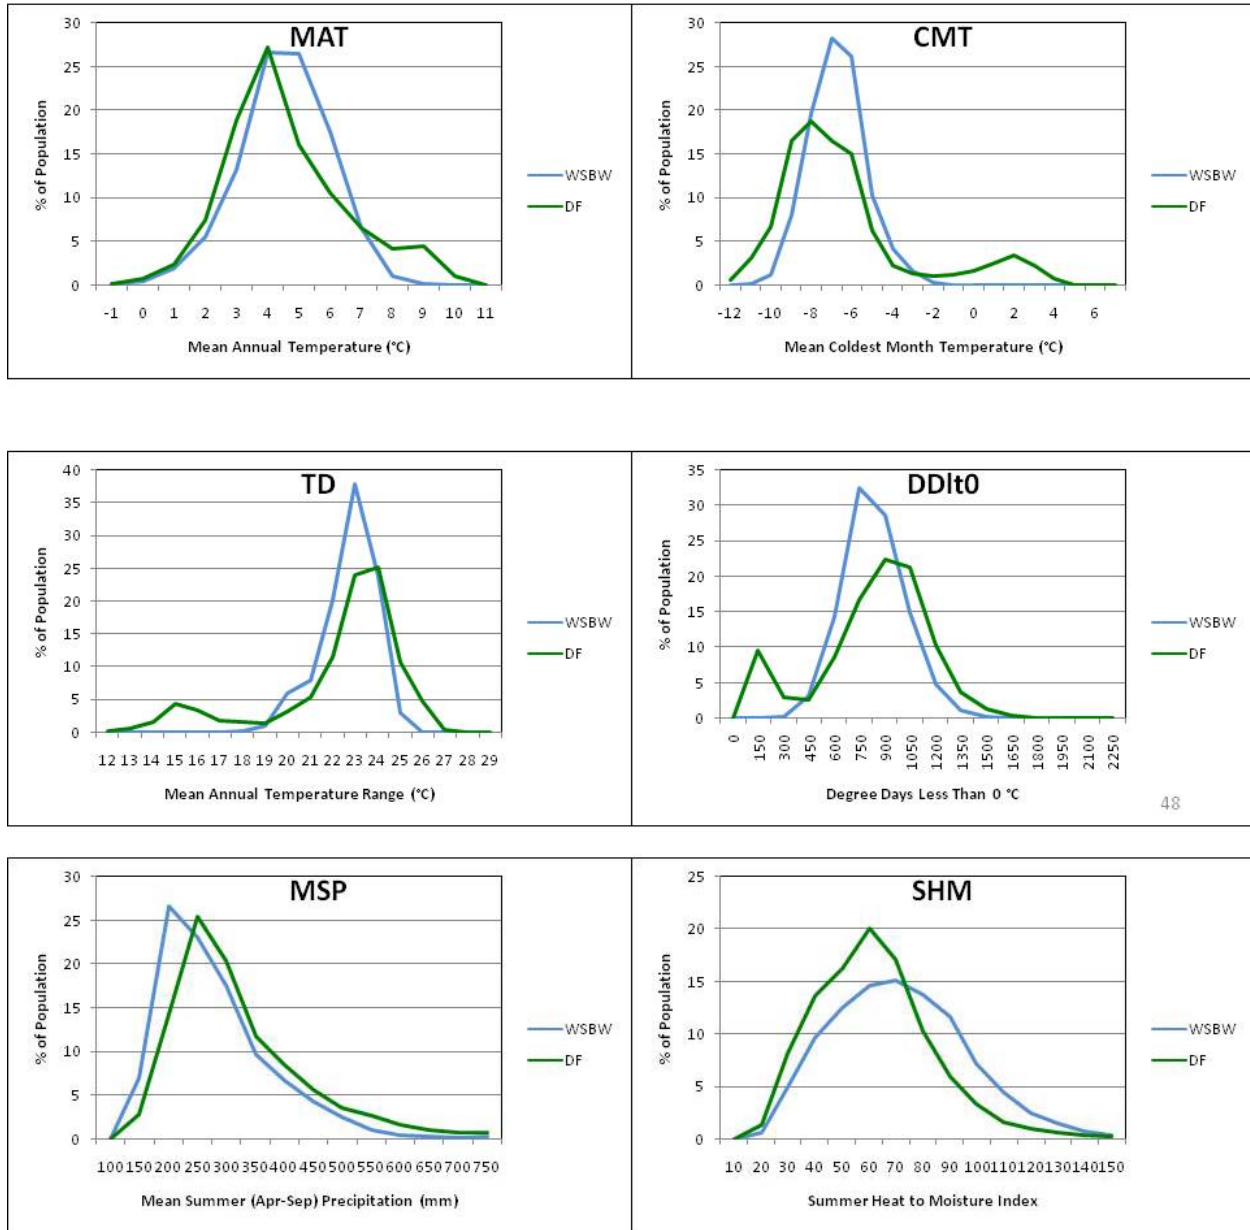 MAT
30
25
20
15
10
5
0
% of Population
-1 0 1 2 3 4 5 6 7 8 9 10 11
Mean Annual Temperature (°C)
WSBW
DF
CMT
30
25
20
15
10
5
0
% of Population
-12 -10 -8 -6 -4 -2 0 2 4 6
Mean Coldest Month Temperature (°C)
WSBW
DF
TD
40
35
30
25
20
15
10
5
0
% of Population
12 13 14 15 16 17 18 19 20 21 22 23 24 25 26 27 28 29
Mean Annual Temperature Range (°C)
WSBW
DF
DDlt0
35
30
25
20
15
10
5
0
% of Population
0 150 300 450 600 750 900 1050 1200 1350 1500 1650 1800 1950 2100 2250
Degree Days Less Than 0 °C
WSBW
DF
48
MSP
30
25
20
15
10
5
0
% of Population
100 150 200 250 300 350 400 450 500 550 600 650 700 750
Mean Summer (Apr-Sep) Precipitation (mm)
WSBW
DF
SHM
25
20
15
10
5
0
% of Population
10 20 30 40 50 60 70 80 90 100 110 120 130 140 150
Summer Heat to Moisture Index
WSBW
DF